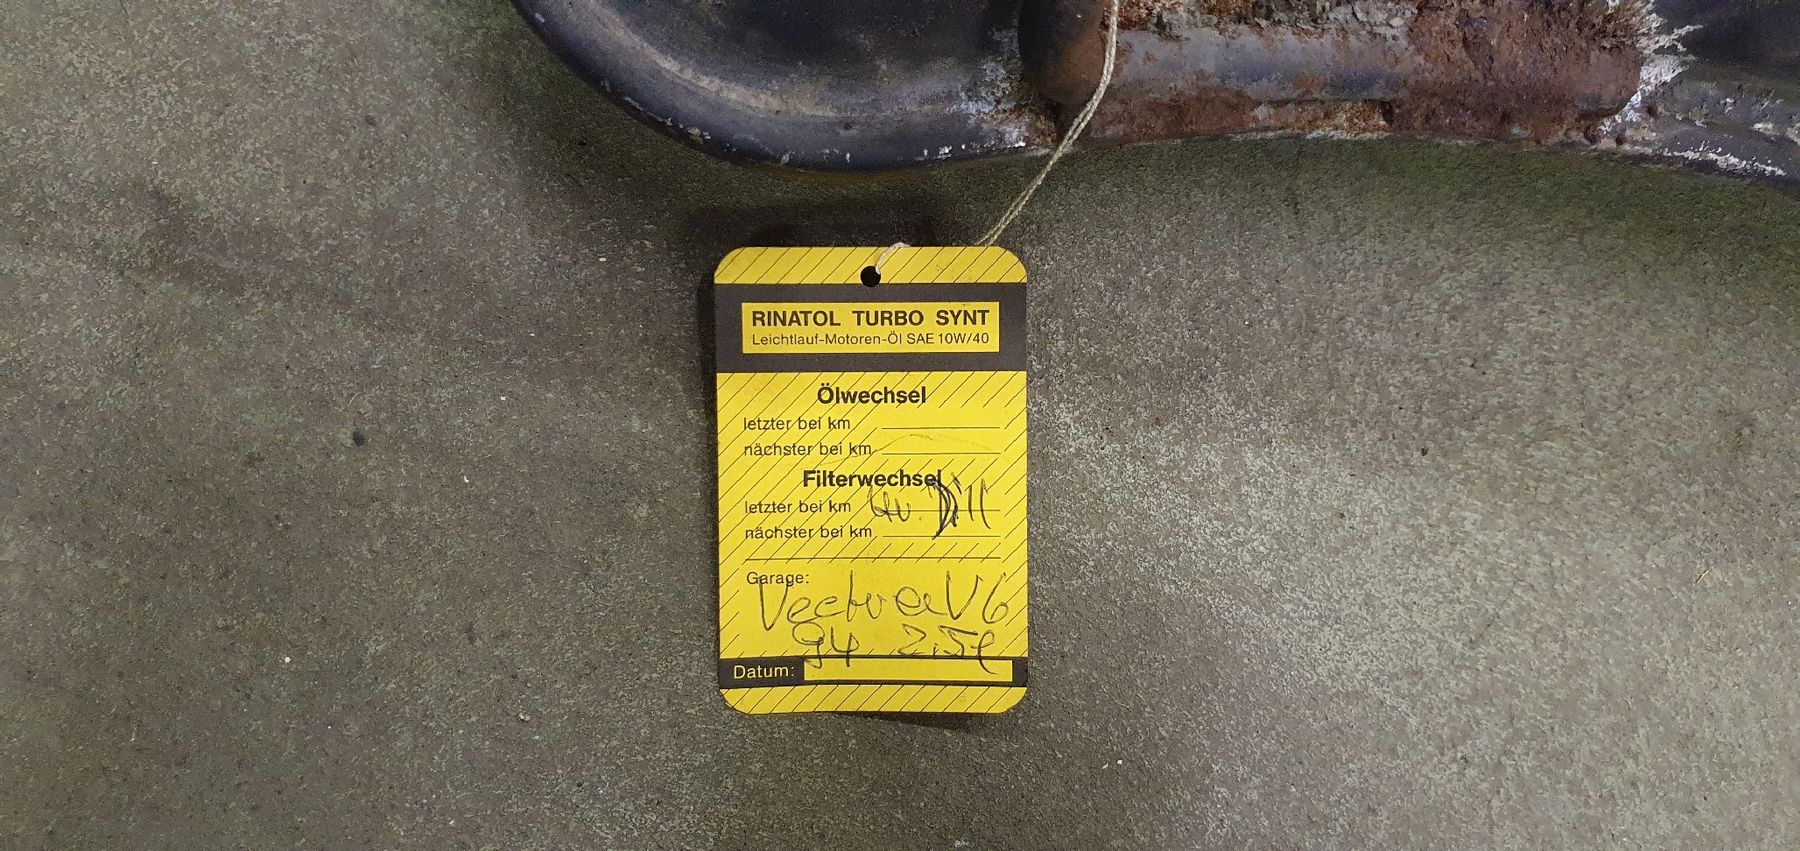 RINATOL TURBO SYNT
Leichtlauf-Motoren-Öl SAE 10W/40
Ölwechsel
letzter bei km
nächster bei km
Filterwechsel
letzter bei km
nächster bei km
Garage:
Vectra V6
94 2.5l
Datum: